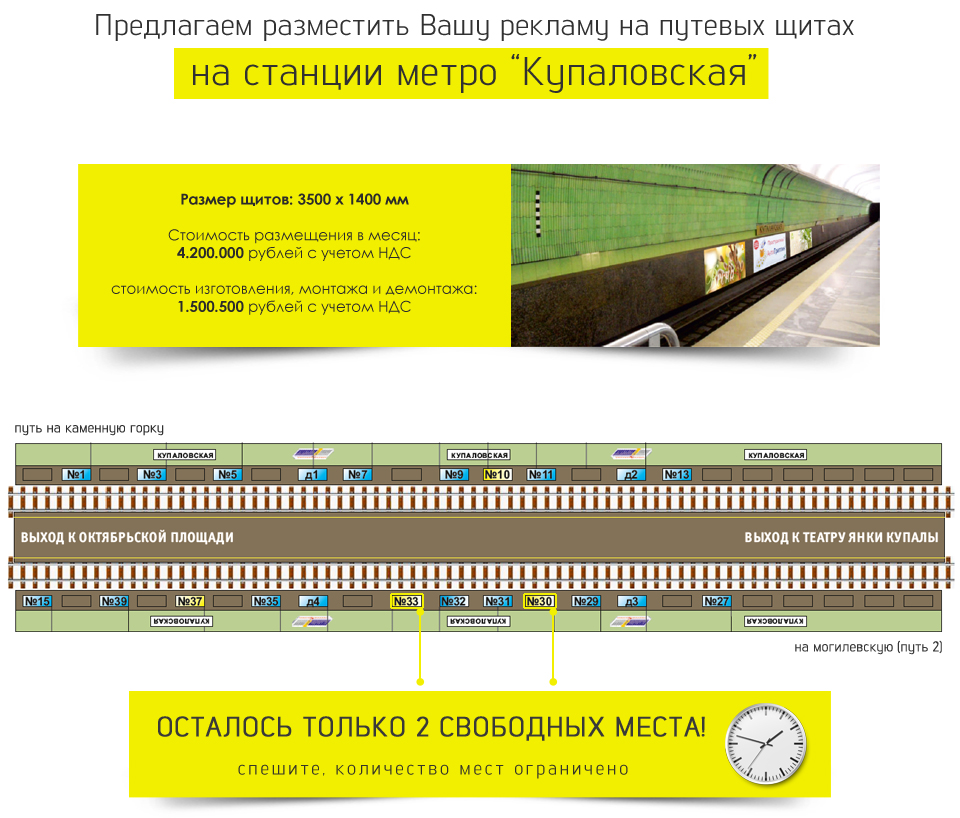 Предлагаем разместить Вашу рекламу на путевых щитах
на станции метро “Купаловская”
Размер щитов: 3500 x 1400 мм
Стоимость размещения в месяц:
4.200.000 рублей с учетом НДС
стоимость изготовления, монтажа и демонтажа:
1.500.500 рублей с учетом НДС
путь на каменную горку
КУПАЛОВСКАЯ КУПАЛОВСКАЯ КУПАЛОВСКАЯ
№1 №3 №5 д1 №7 №9 №10 №11 д2 №13
ВЫХОД К ОКТЯБРЬСКОЙ ПЛОЩАДИ ВЫХОД К ТЕАТРУ ЯНКИ КУПАЛЫ
№15 №39 №37 №35 д4 №33 №32 №31 №30 №29 д3 №27
КУПАЛОВСКАЯ КУПАЛОВСКАЯ КУПАЛОВСКАЯ
на могилевскую (путь 2)
ОСТАЛОСЬ ТОЛЬКО 2 СВОБОДНЫХ МЕСТА!
спешите, количество мест ограничено